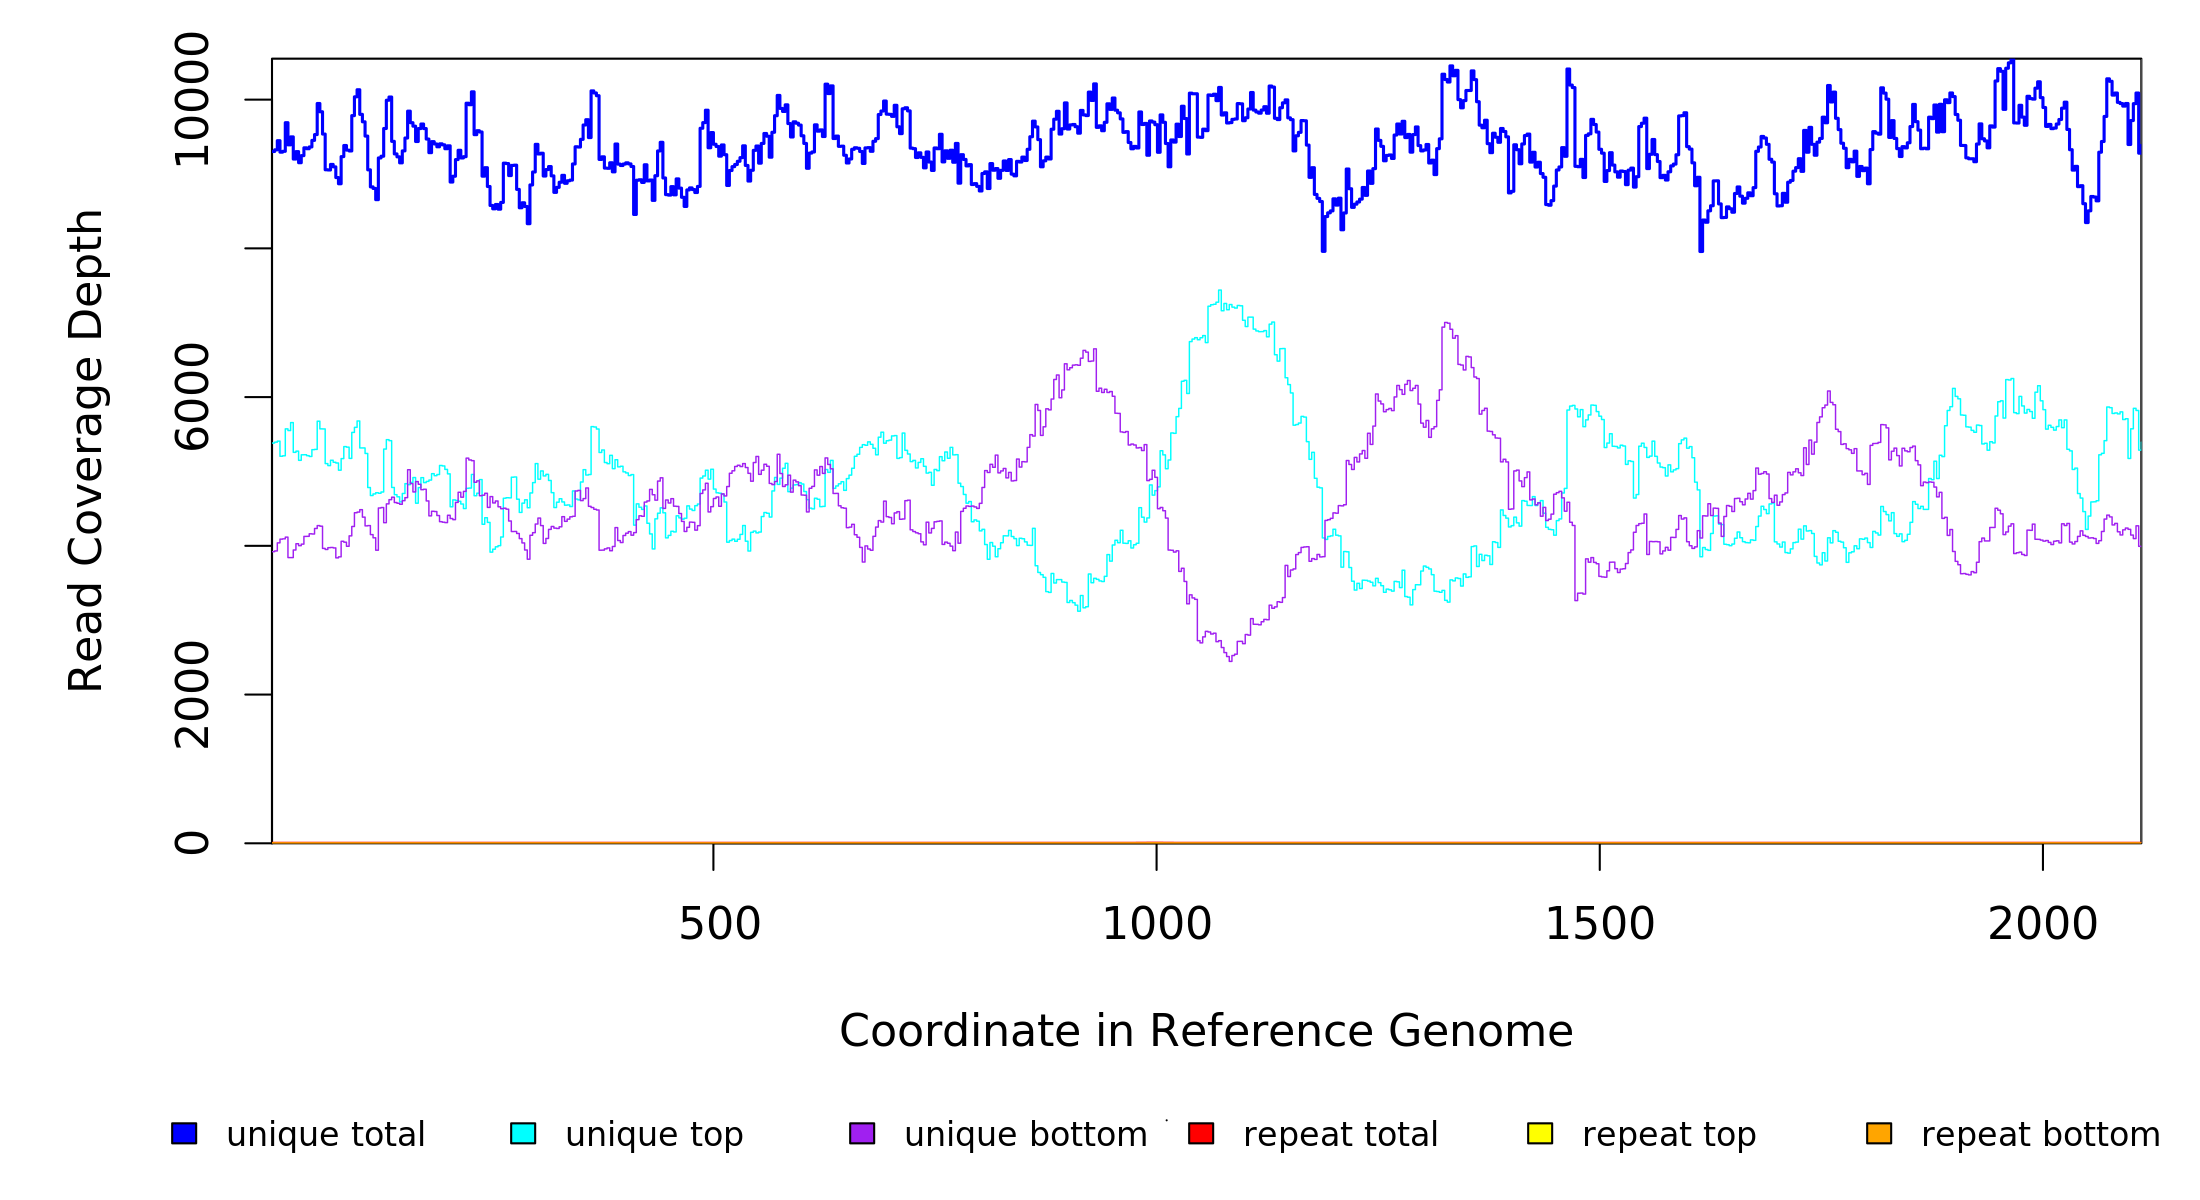 10000
6000
2000
0
Read Coverage Depth
500 1000 1500 2000
Coordinate in Reference Genome
unique total unique top unique bottom repeat total repeat top repeat bottom